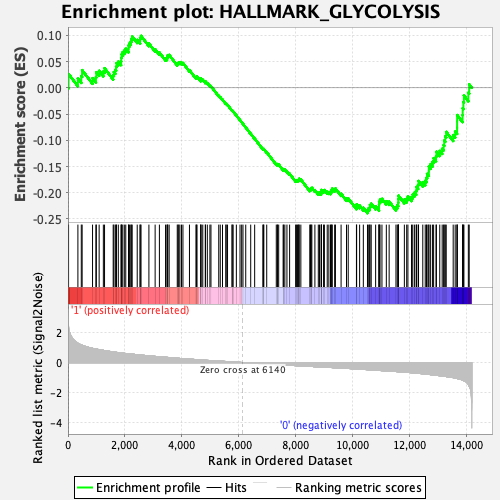 Enrichment plot: HALLMARK_GLYCOLYSIS
Enrichment score (ES)
0.10
0.05
0.00
-0.05
-0.10
-0.15
-0.20
-0.25
'1' (positively correlated)
Ranked list metric (Signal2Noise)
2
0
-2
-4
Zero cross at 6140
'0' (negatively correlated)
0
2,000
4,000
6,000
8,000
10,000
12,000
14,000
Rank in Ordered Dataset
Enrichment profile
Hits
Ranking metric scores